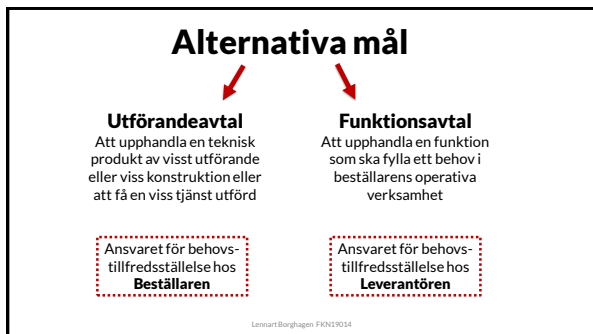 Alternativa mål
Utförandeavtal
Att upphandla en teknisk
produkt av visst utförande
eller viss konstruktion eller
att få en viss tjänst utförd
Funktionsavtal
Att upphandla en funktion
som ska fylla ett behov i
beställarens operativa
verksamhet
Ansvaret för behovs-
tillfredsställelse hos
Beställaren
Ansvaret för behovs-
tillfredsställelse hos
Leverantören
Lennart Borghagen FKN19014